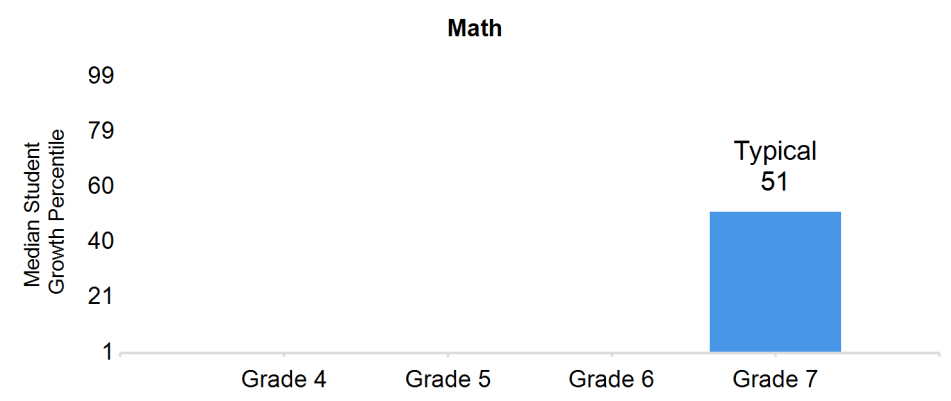 Math
Median Student
Growth Percentile
99
79
60
40
21
1
Typical
51
Grade 4
Grade 5
Grade 6
Grade 7